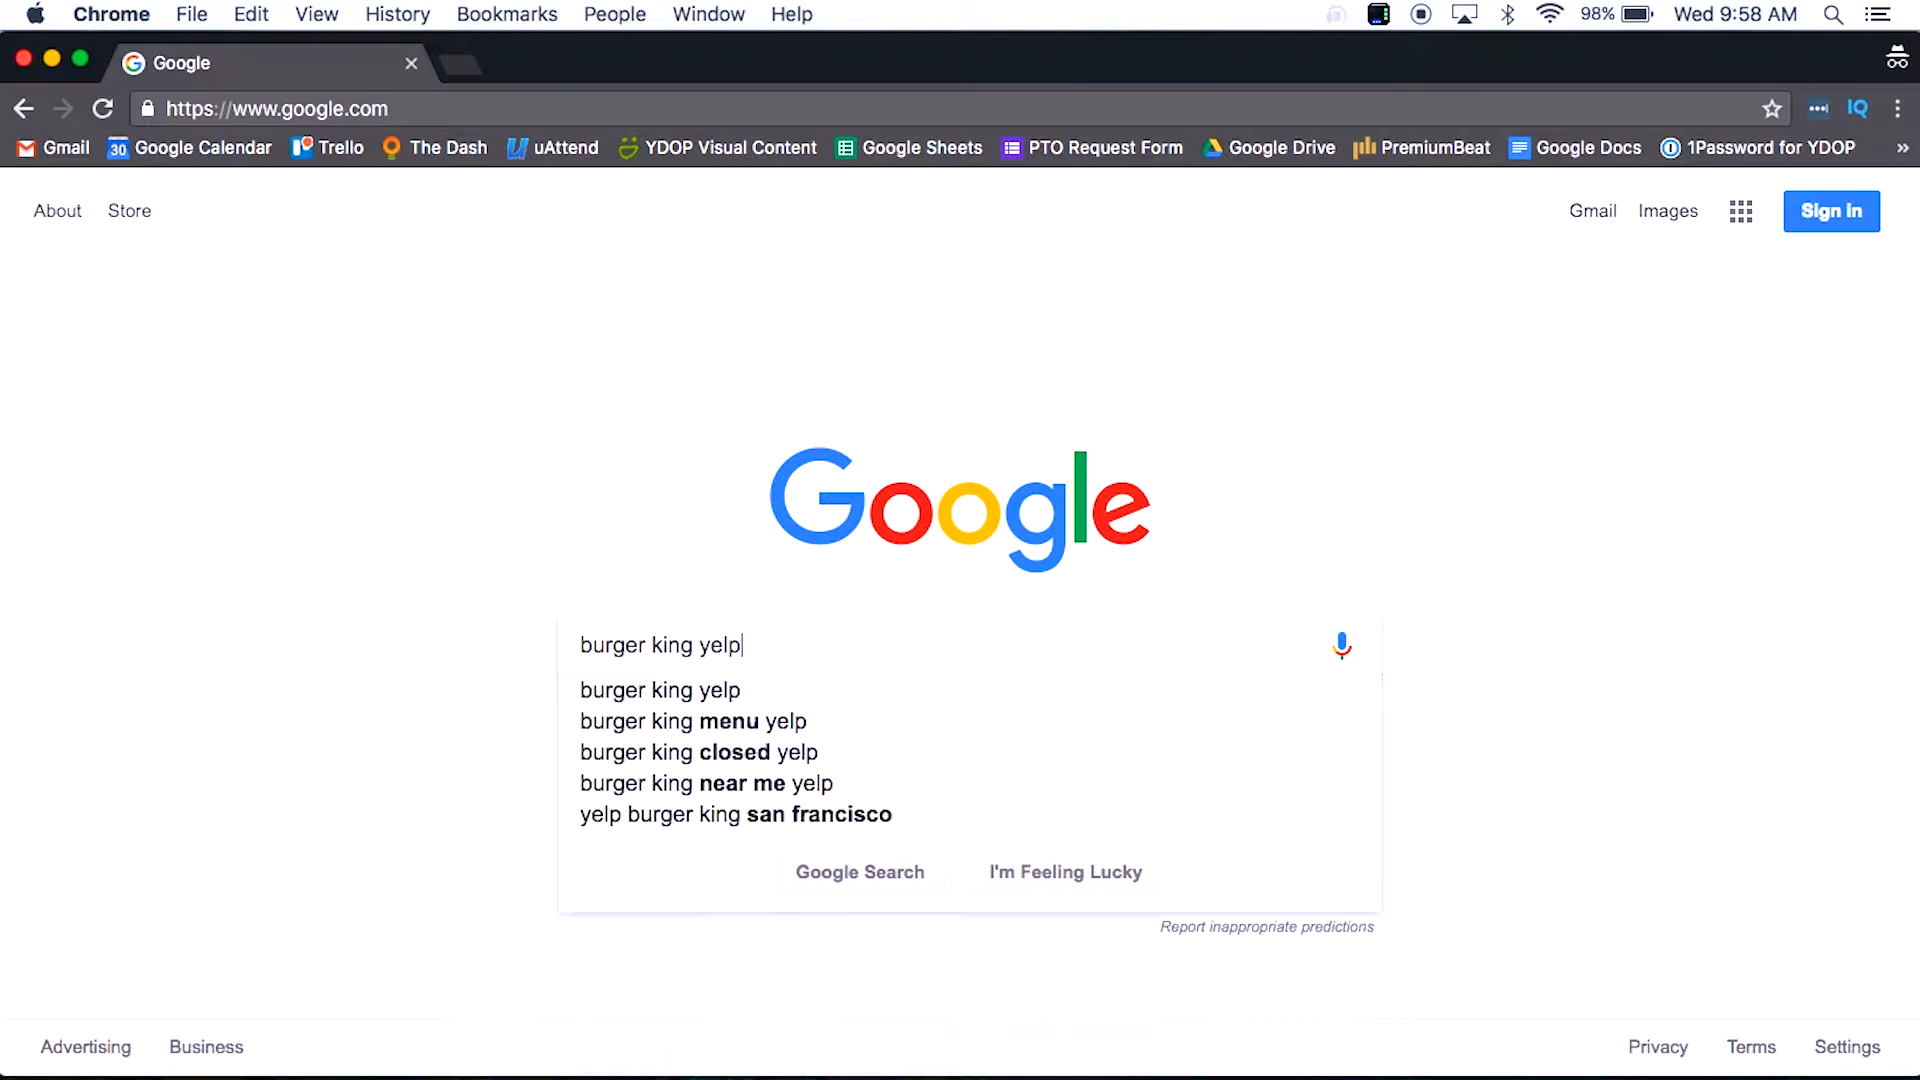 Chrome File Edit View History Bookmarks People Window Help 98% Wed 9:58 AM
Google
https://www.google.com IQ
Gmail 30 Google Calendar Trello The Dash uAttend YDOP Visual Content Google Sheets PTO Request Form Google Drive PremiumBeat Google Docs 1Password for YDOP »
About Store Gmail Images Sign in
Google
burger king yelp
burger king yelp
burger king menu yelp
burger king closed yelp
burger king near me yelp
yelp burger king san francisco
Google Search I'm Feeling Lucky
Report inappropriate predictions
Advertising Business Privacy Terms Settings